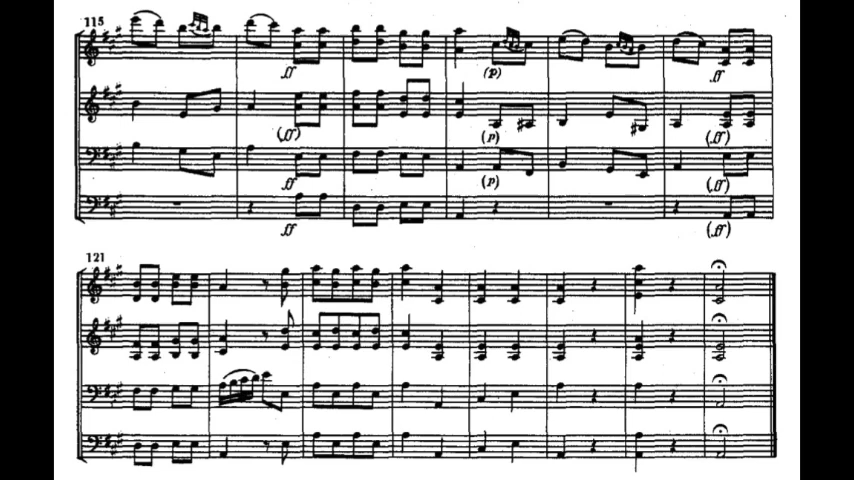 115
ff (p) ff
(ff) (p) (ff)
ff (p) (ff)
ff (ff)
121